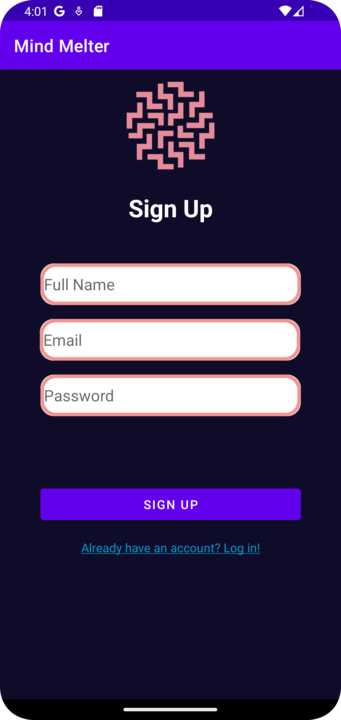 4:01
Mind Melter
Sign Up
Full Name
Email
Password
SIGN UP
Already have an account? Log in!